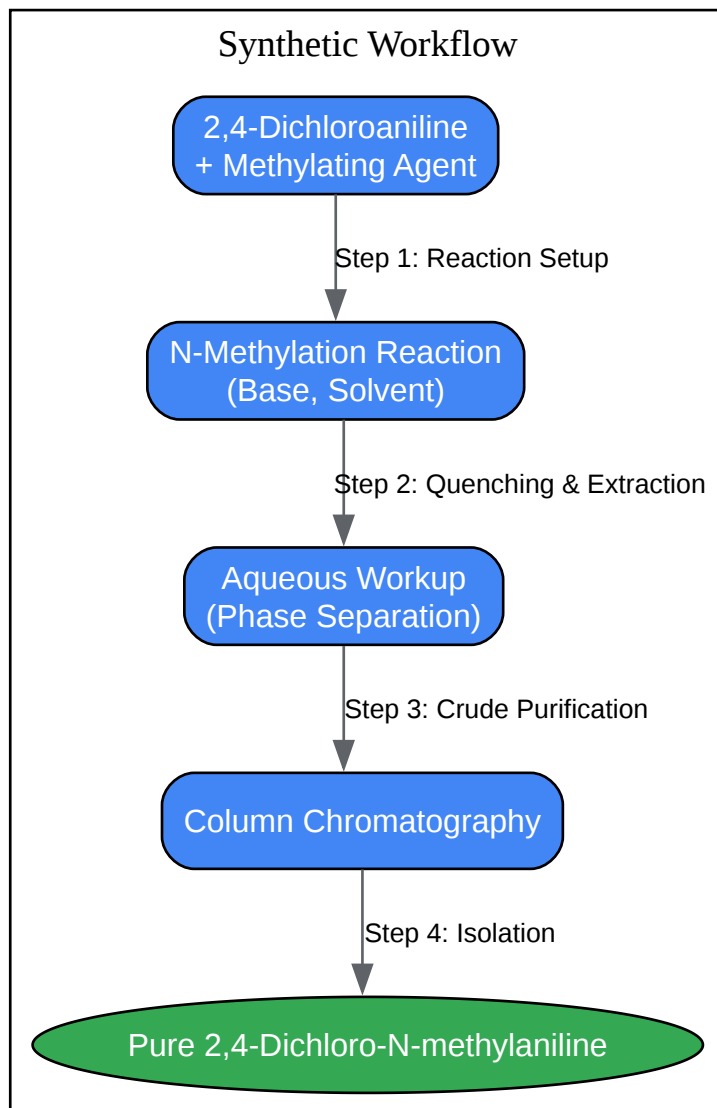 Synthetic Workflow
2,4-Dichloroaniline
+ Methylating Agent
Step 1: Reaction Setup
N-Methylation Reaction
(Base, Solvent)
Step 2: Quenching & Extraction
Aqueous Workup
(Phase Separation)
Step 3: Crude Purification
Column Chromatography
Step 4: Isolation
Pure 2,4-Dichloro-N-methylaniline